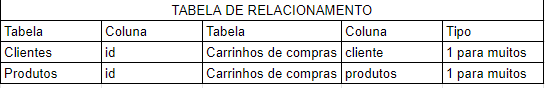 TABELA DE RELACIONAMENTO
Tabela Coluna Tabela Coluna Tipo
Clientes id Carrinhos de compras cliente 1 para muitos
Produtos id Carrinhos de compras produtos 1 para muitos